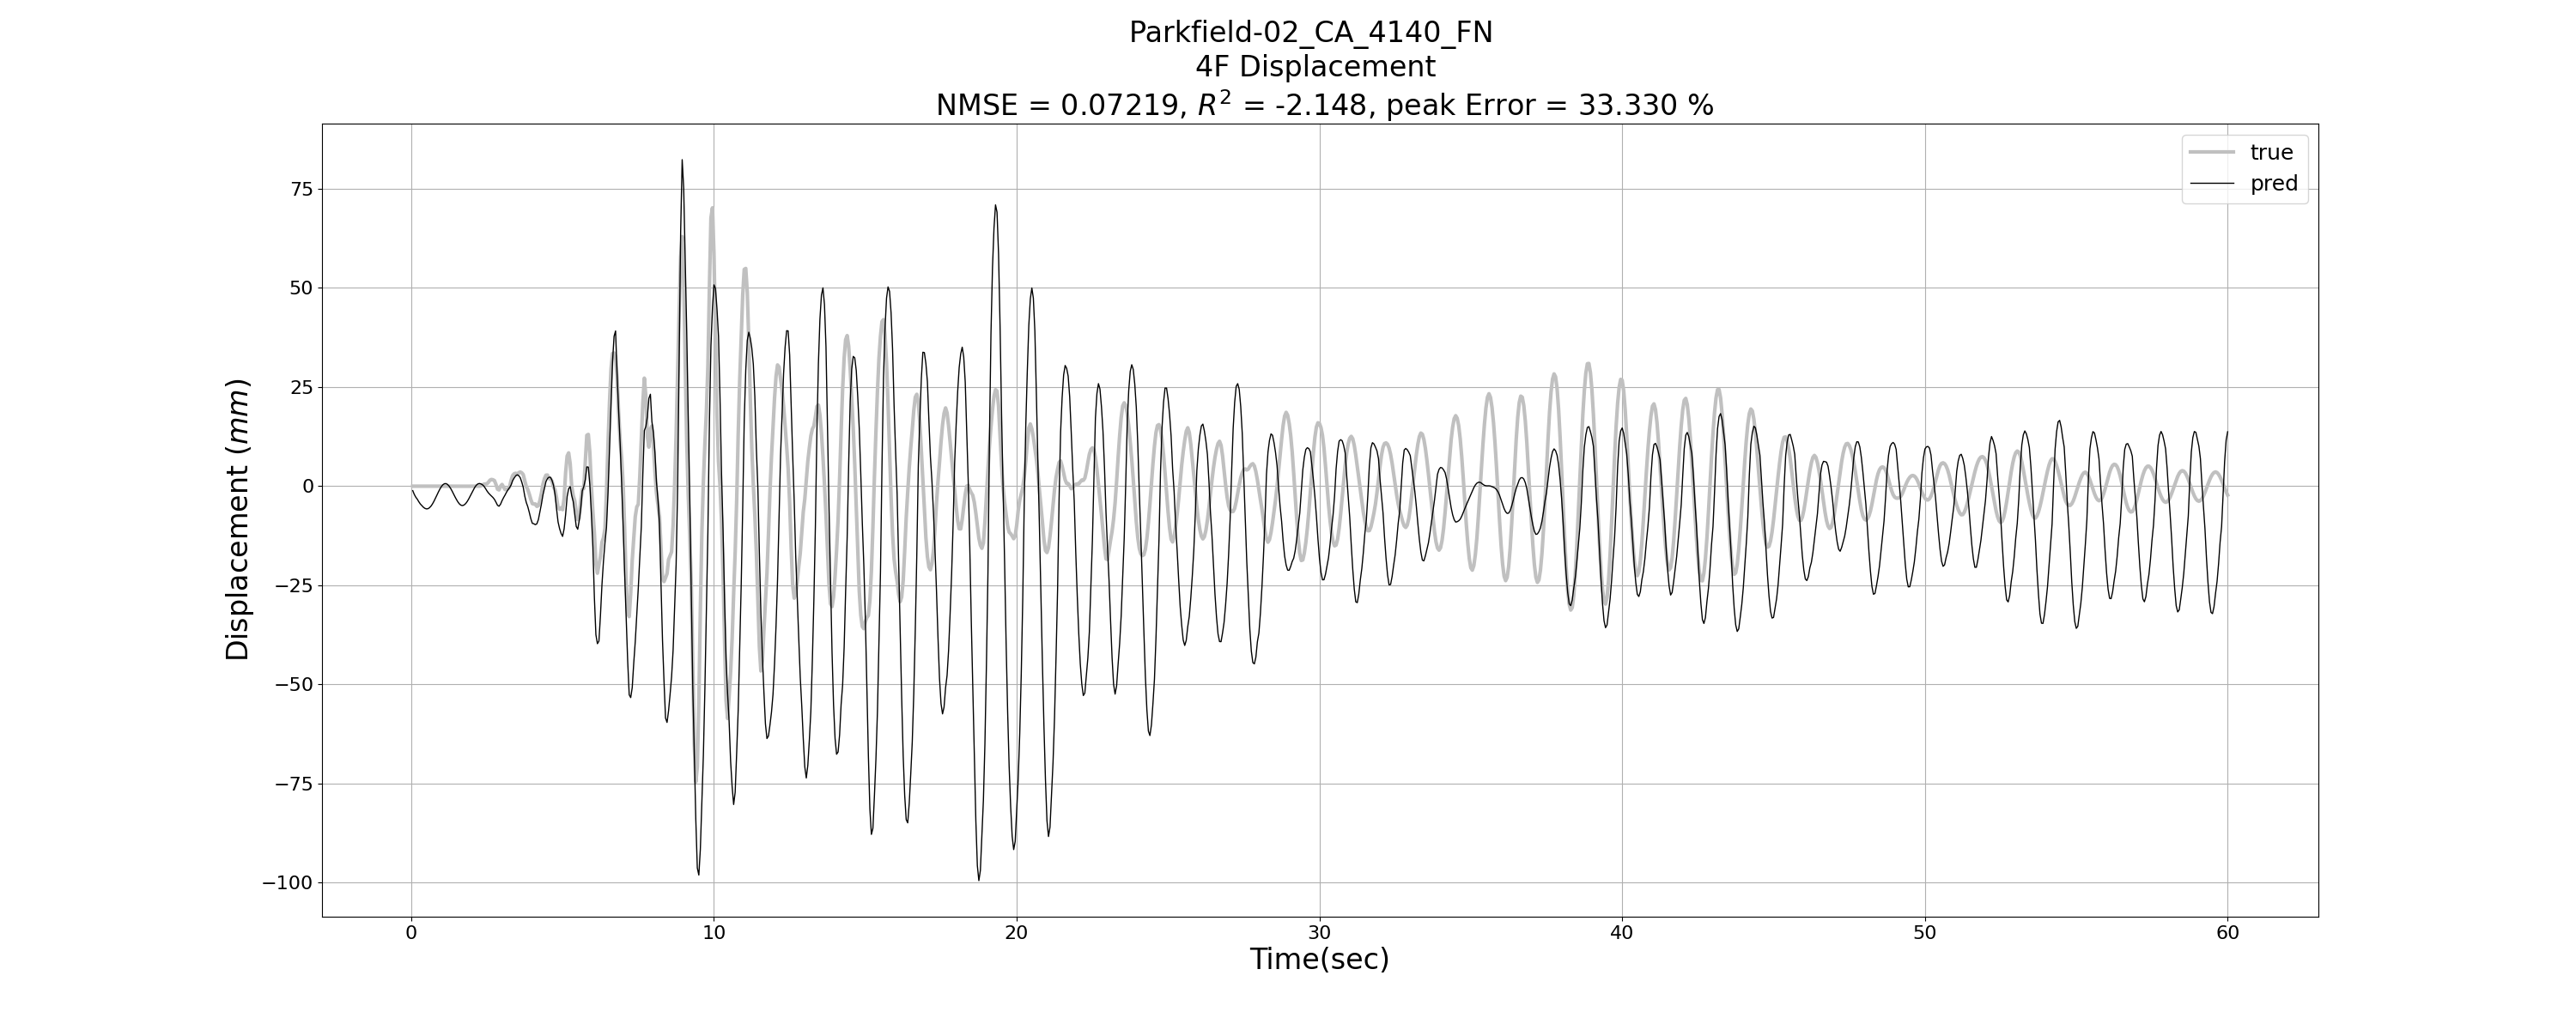 Parkfield-02_CA_4140_FN
4F Displacement
NMSE = 0.07219, R² = -2.148, peak Error = 33.330 %
true
pred
75
50
25
0
−25
−50
−75
−100
Displacement (mm)
0 10 20 30 40 50 60
Time(sec)